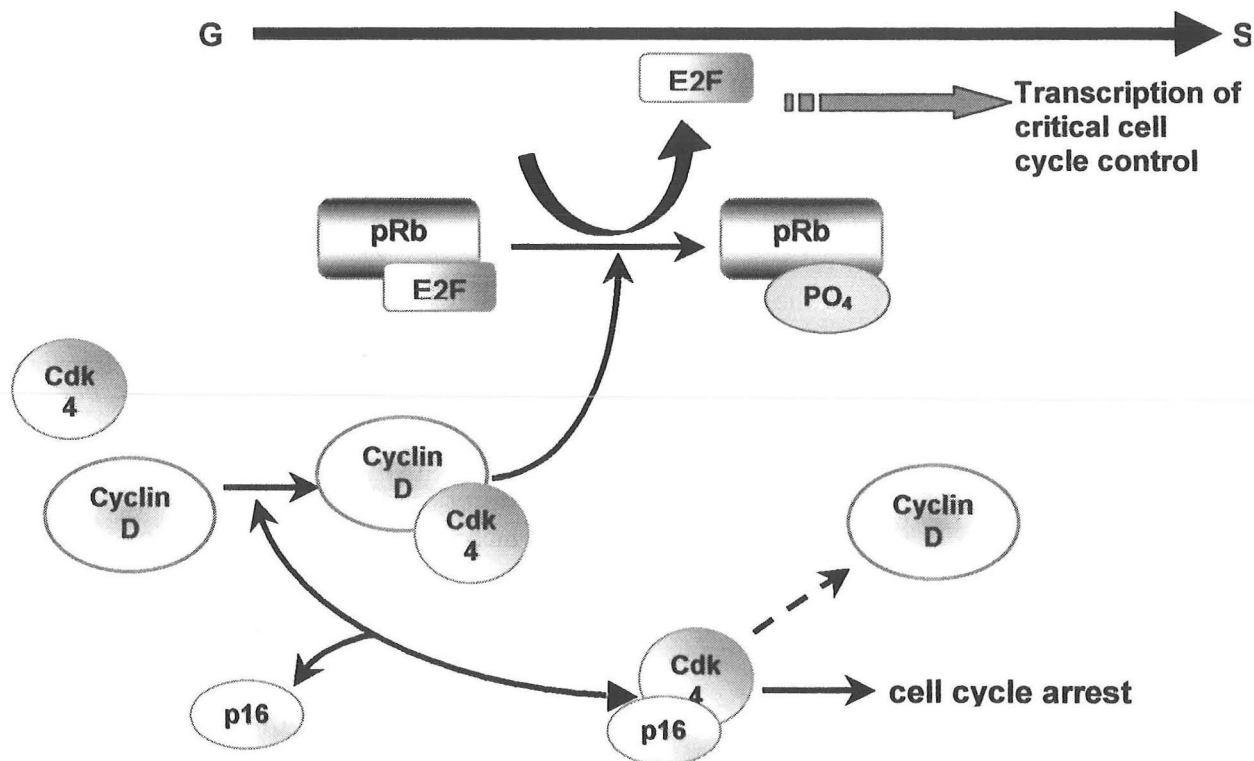 G
S
E2F
Transcription of
critical cell
cycle control
pRb
E2F
pRb
PO₄
Cdk
4
Cyclin
D
Cyclin
D
Cdk
4
Cyclin
D
p16
Cdk
4
p16
cell cycle arrest